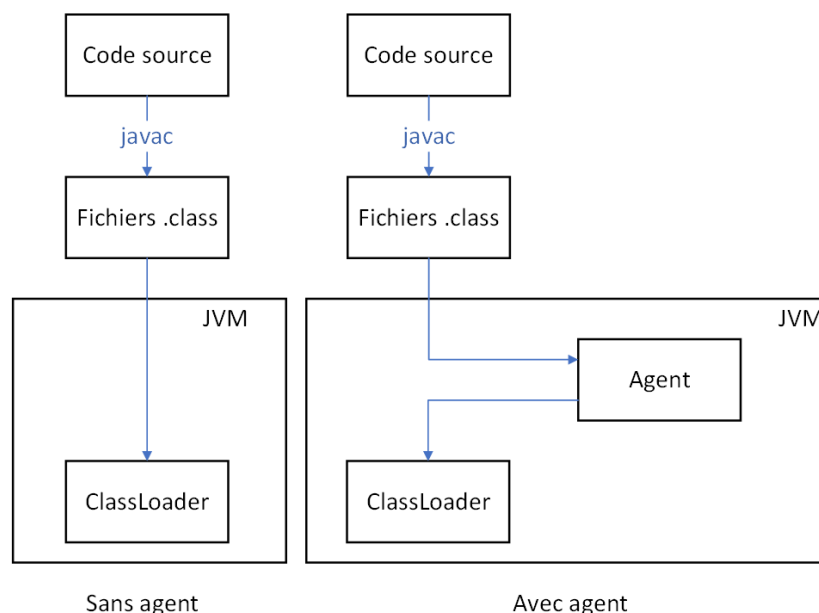 Code source
Code source
javac
javac
Fichiers .class
Fichiers .class
JVM
JVM
Agent
ClassLoader
ClassLoader
Sans agent
Avec agent